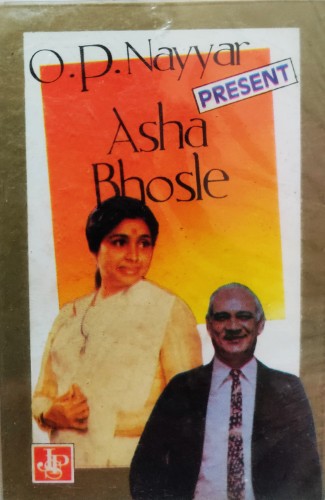 O.P. Nayyar
PRESENT
Asha
Bhosle